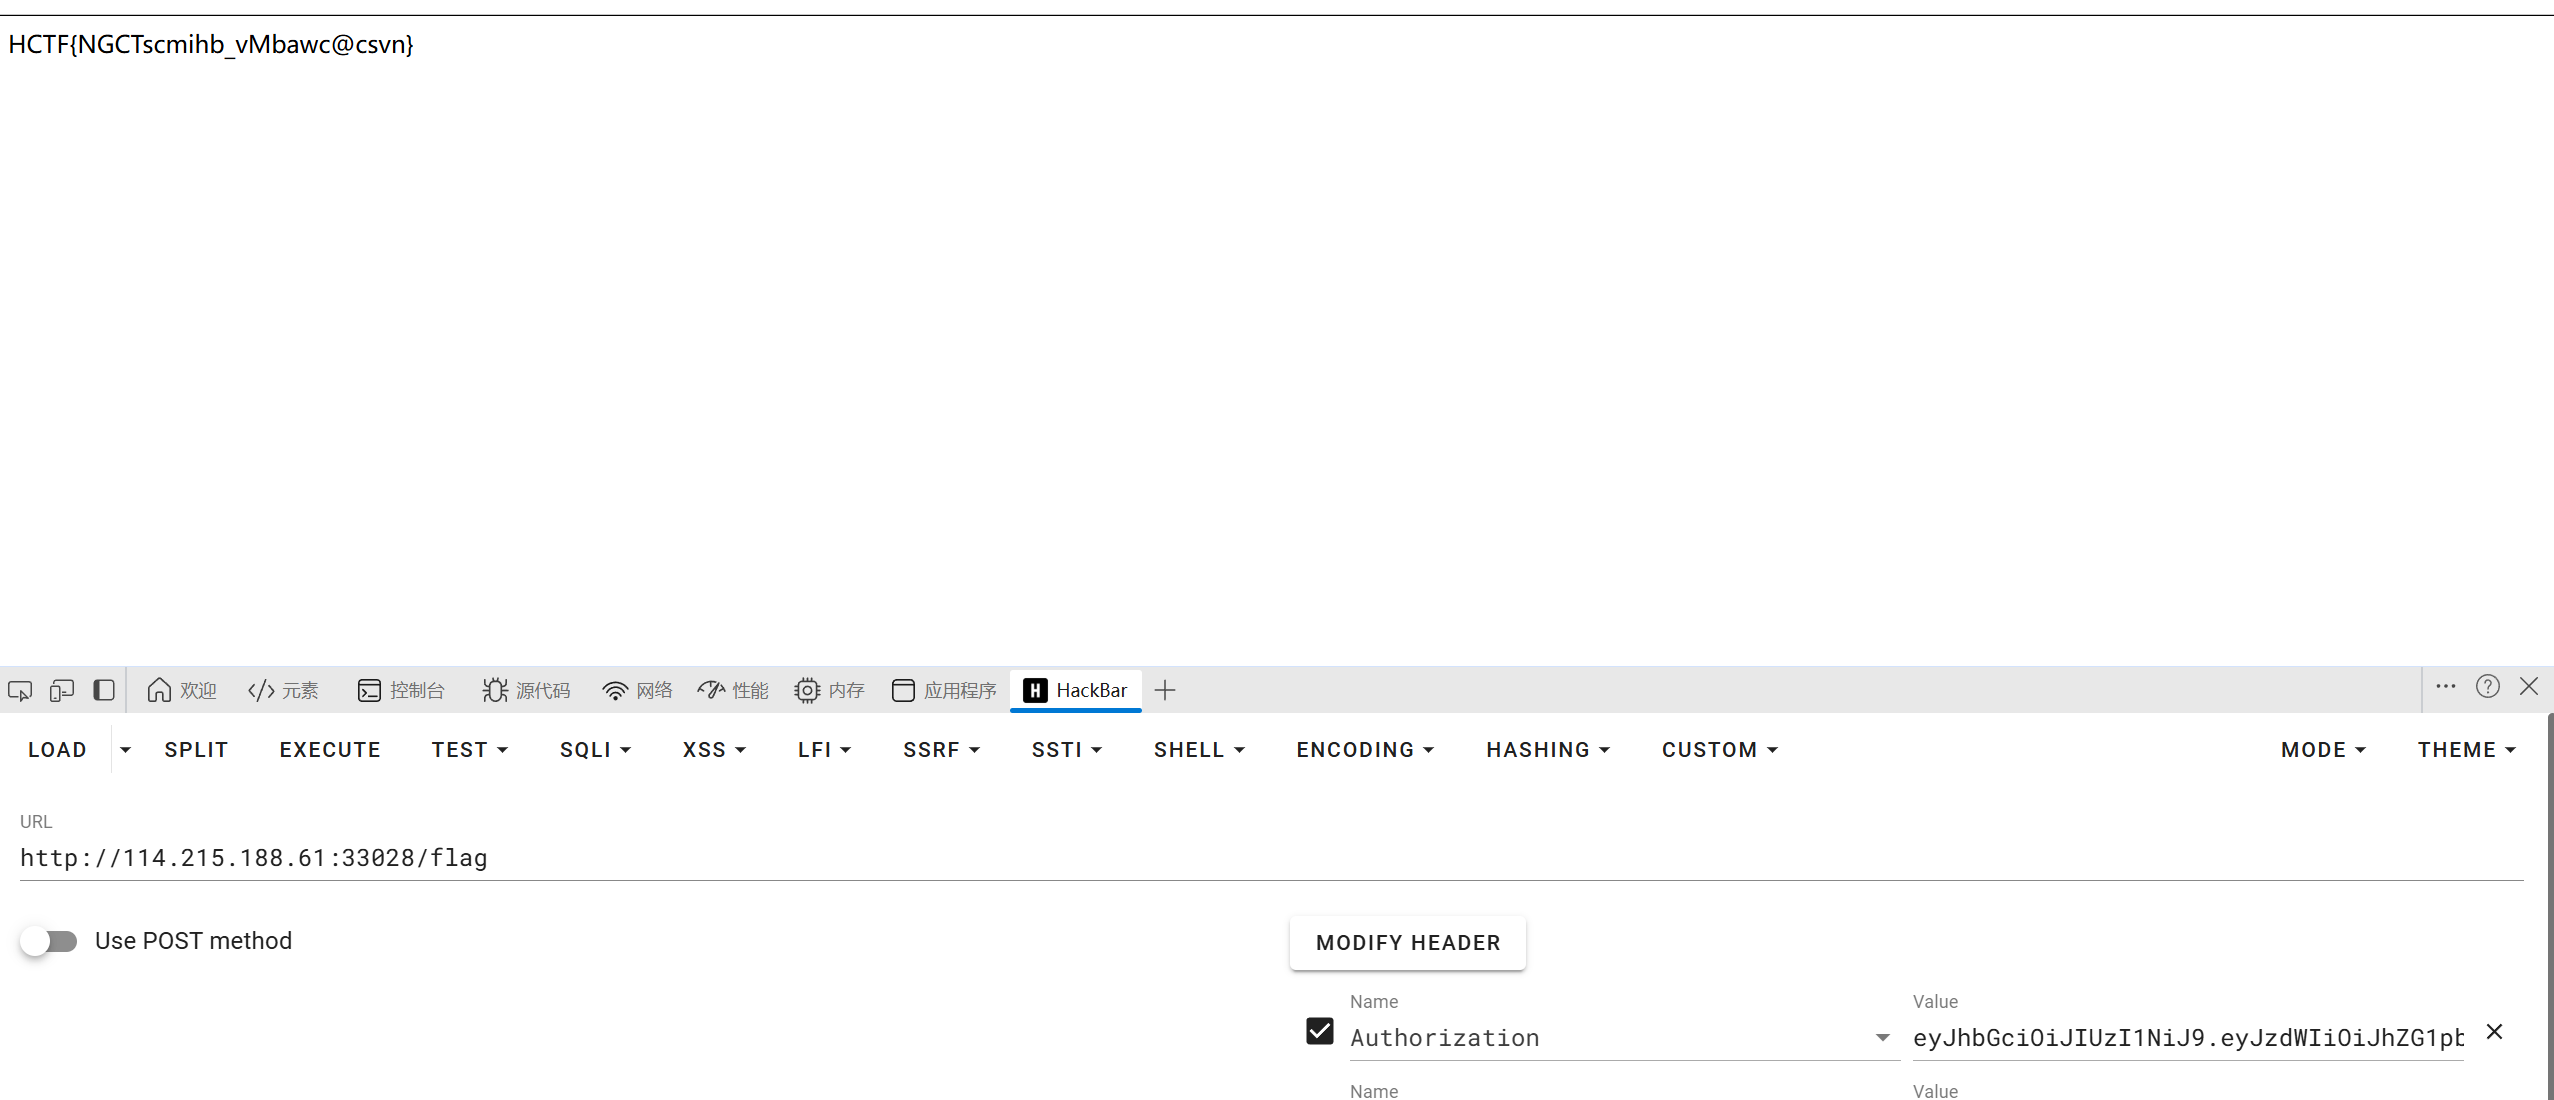 HCTF{NGCTscmihb_vMbawc@csvn}
欢迎 元素 控制台 源代码 网络 性能 内存 应用程序 HackBar
LOAD SPLIT EXECUTE TEST SQLI XSS LFI SSRF SSTI SHELL ENCODING HASHING CUSTOM MODE THEME
URL
http://114.215.188.61:33028/flag
Use POST method
MODIFY HEADER
Name Value
Authorization eyJhbGciOiJIUzI1NiJ9.eyJzdWIiOiJhZG1pb
Name Value